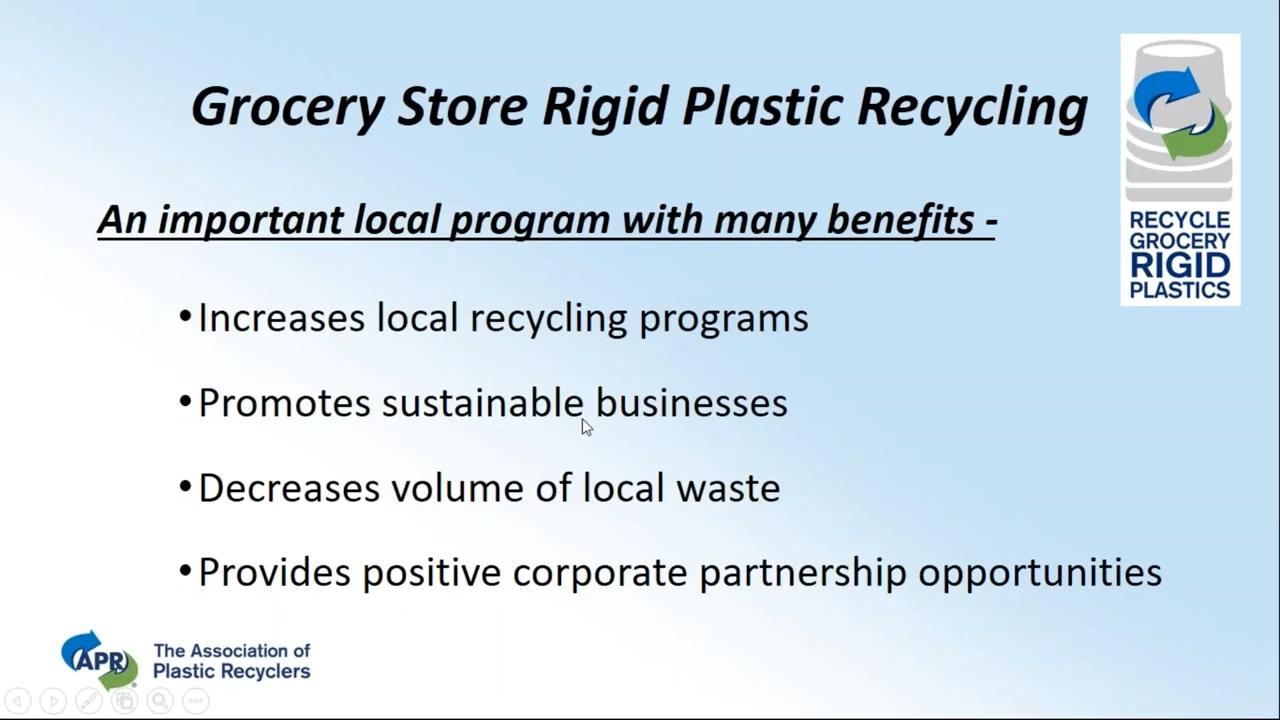 Grocery Store Rigid Plastic Recycling
RECYCLE
GROCERY
RIGID
PLASTICS
An important local program with many benefits -
•Increases local recycling programs
•Promotes sustainable businesses
•Decreases volume of local waste
•Provides positive corporate partnership opportunities
APR
The Association of
Plastic Recyclers